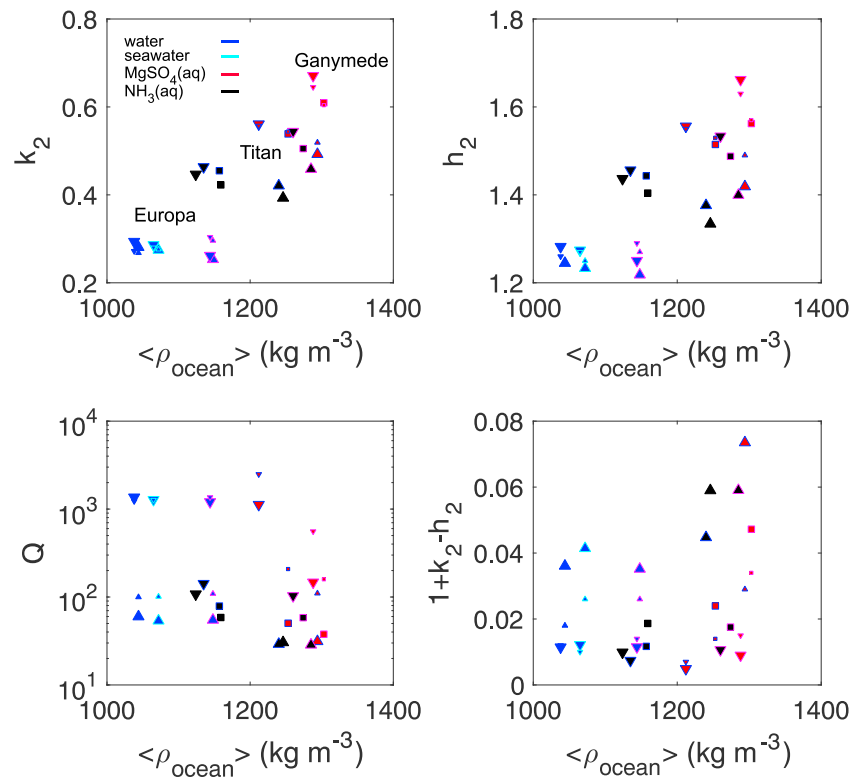 0.8
0.6
0.4
0.2
k2
water
seawater
MgSO4(aq)
NH3(aq)
Ganymede
Titan
Europa
1000 1200 1400
<ρocean> (kg m-3)
1.8
1.6
1.4
1.2
h2
1000 1200 1400
<ρocean> (kg m-3)
10^4
10^3
10^2
10^1
Q
1000 1200 1400
<ρocean> (kg m-3)
0.08
0.06
0.04
0.02
0
1+k2-h2
1000 1200 1400
<ρocean> (kg m-3)